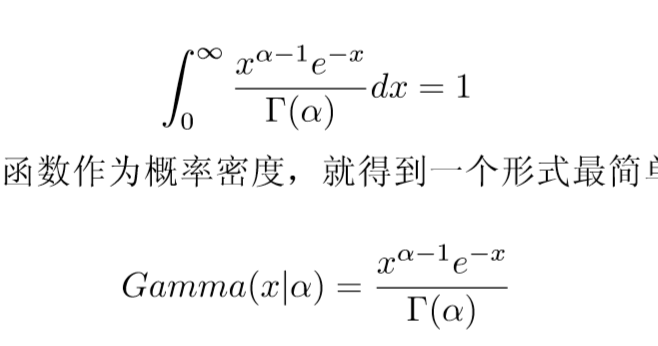 ∫₀^∞ x^{α−1}e^{−x} / Γ(α) dx = 1
函数作为概率密度，就得到一个形式最简
Gamma(x|α) = x^{α−1}e^{−x} / Γ(α)